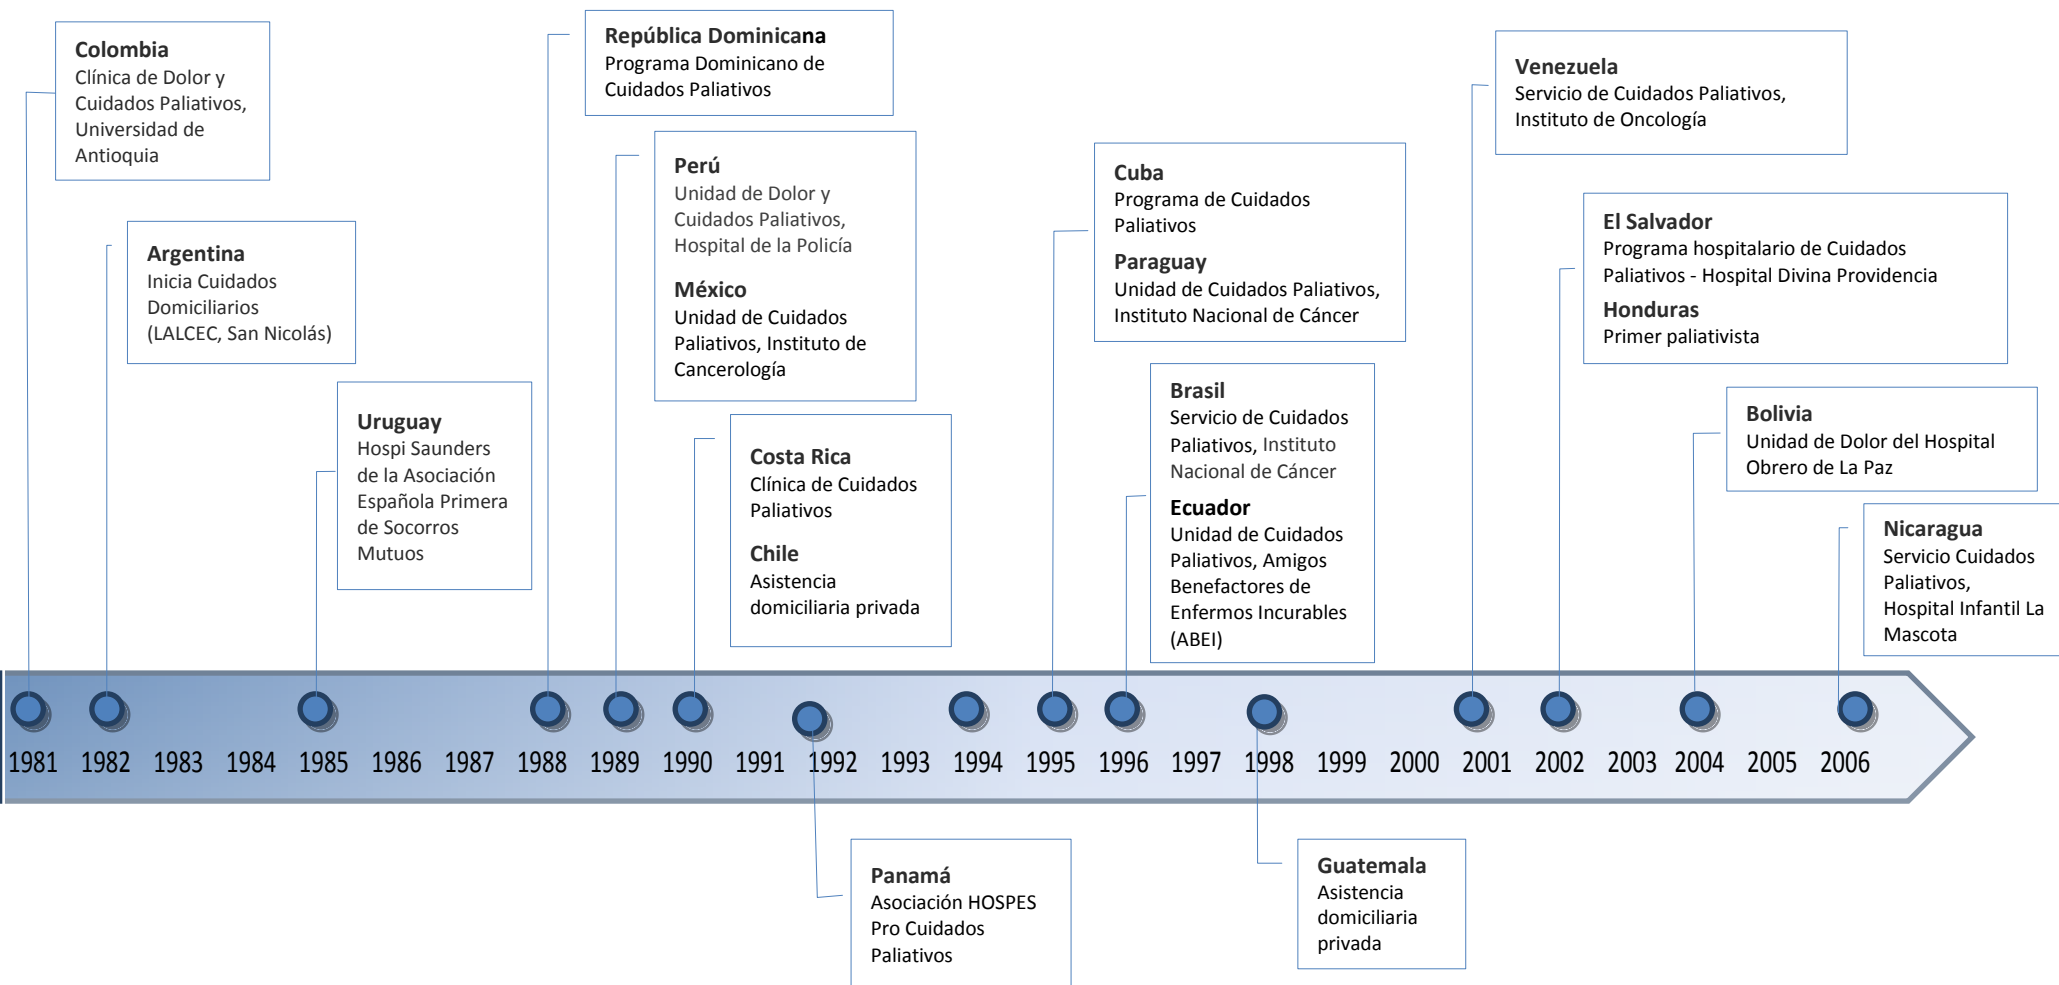 Colombia
Clínica de Dolor y
Cuidados Paliativos,
Universidad de
Antioquia
Argentina
Inicia Cuidados
Domiciliarios
(LALCEC, San Nicolás)
Uruguay
Hospi Saunders
de la Asociación
Española Primera
de Socorros
Mutuos
República Dominicana
Programa Dominicano de
Cuidados Paliativos
Perú
Unidad de Dolor y
Cuidados Paliativos,
Hospital de la Policía
México
Unidad de Cuidados
Paliativos, Instituto de
Cancerología
Costa Rica
Clínica de Cuidados
Paliativos
Chile
Asistencia
domiciliaria privada
Cuba
Programa de Cuidados
Paliativos
Paraguay
Unidad de Cuidados Paliativos,
Instituto Nacional de Cáncer
Brasil
Servicio de Cuidados
Paliativos, Instituto
Nacional de Cáncer
Ecuador
Unidad de Cuidados
Paliativos, Amigos
Benefactores de
Enfermos Incurables
(ABEI)
Venezuela
Servicio de Cuidados Paliativos,
Instituto de Oncología
El Salvador
Programa hospitalario de Cuidados
Paliativos - Hospital Divina Providencia
Honduras
Primer paliativista
Bolivia
Unidad de Dolor del Hospital
Obrero de La Paz
Nicaragua
Servicio Cuidados
Paliativos,
Hospital Infantil La
Mascota
1981 1982 1983 1984 1985 1986 1987 1988 1989 1990 1991 1992 1993 1994 1995 1996 1997 1998 1999 2000 2001 2002 2003 2004 2005 2006
Panamá
Asociación HOSPES
Pro Cuidados
Paliativos
Guatemala
Asistencia
domiciliaria
privada